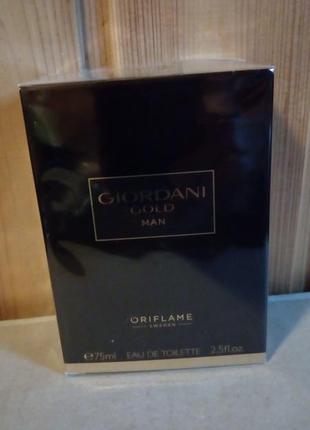 GIORDANI
GOLD
MAN
ORIFLAME
SWEDEN
℮75ml EAU DE TOILETTE 2.5fl.oz